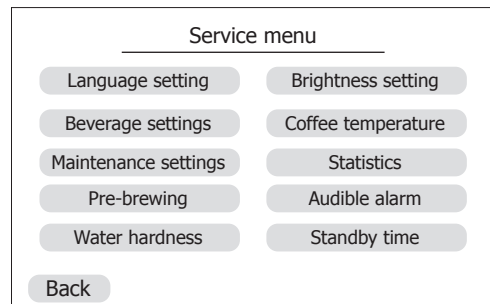 Service menu
Language setting
Brightness setting
Beverage settings
Coffee temperature
Maintenance settings
Statistics
Pre-brewing
Audible alarm
Water hardness
Standby time
Back